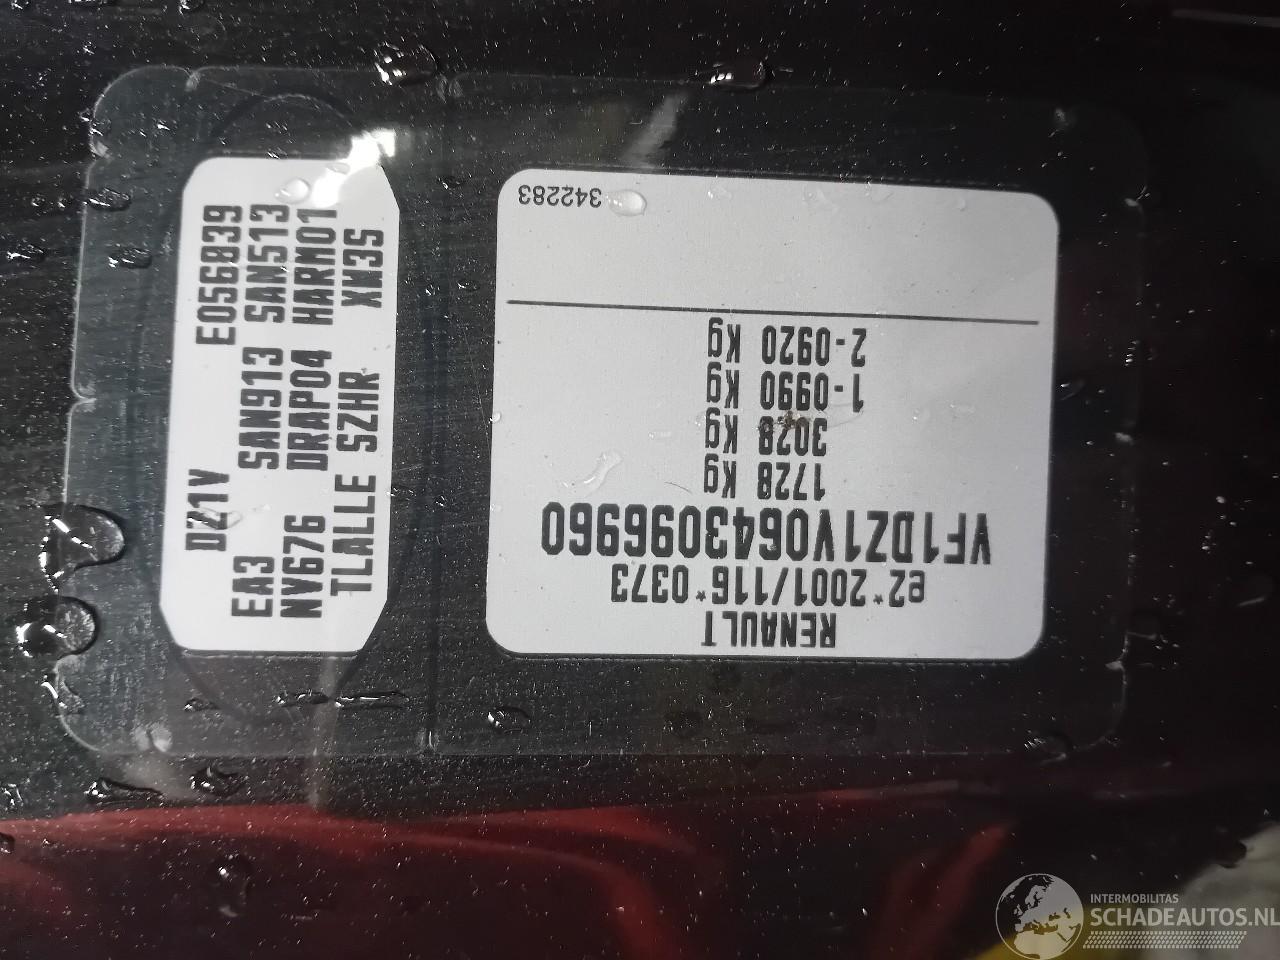 RENAULT
e2*2001/116*0373
VF1DZ1V0643096960
1728 Kg
3028 Kg
1-0990 Kg
2-0920 Kg
342283
DZ1V E056839
EA3 SAN913 SAN513
NV676 DRAP04 HARM01
TLALLE SZHR XW3S
INTERMOBILITAS
SCHADEAUTOS.NL